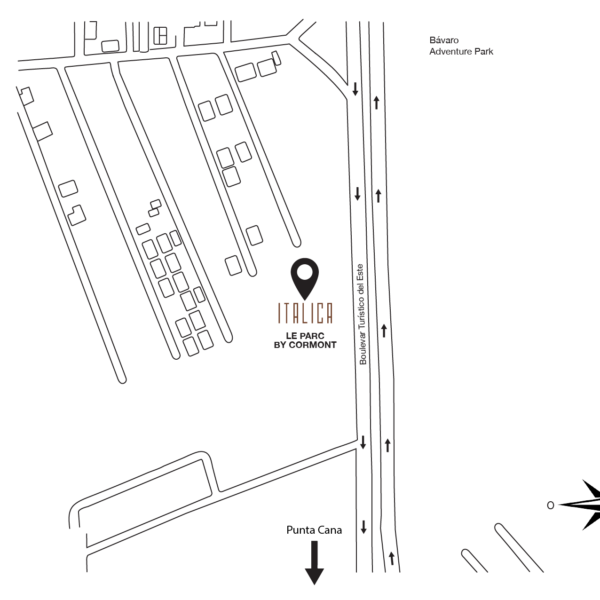 Bávaro
Adventure Park
Boulevar Turístico del Este
ITALICA
LE PARC
BY CORMONT
O
Punta Cana